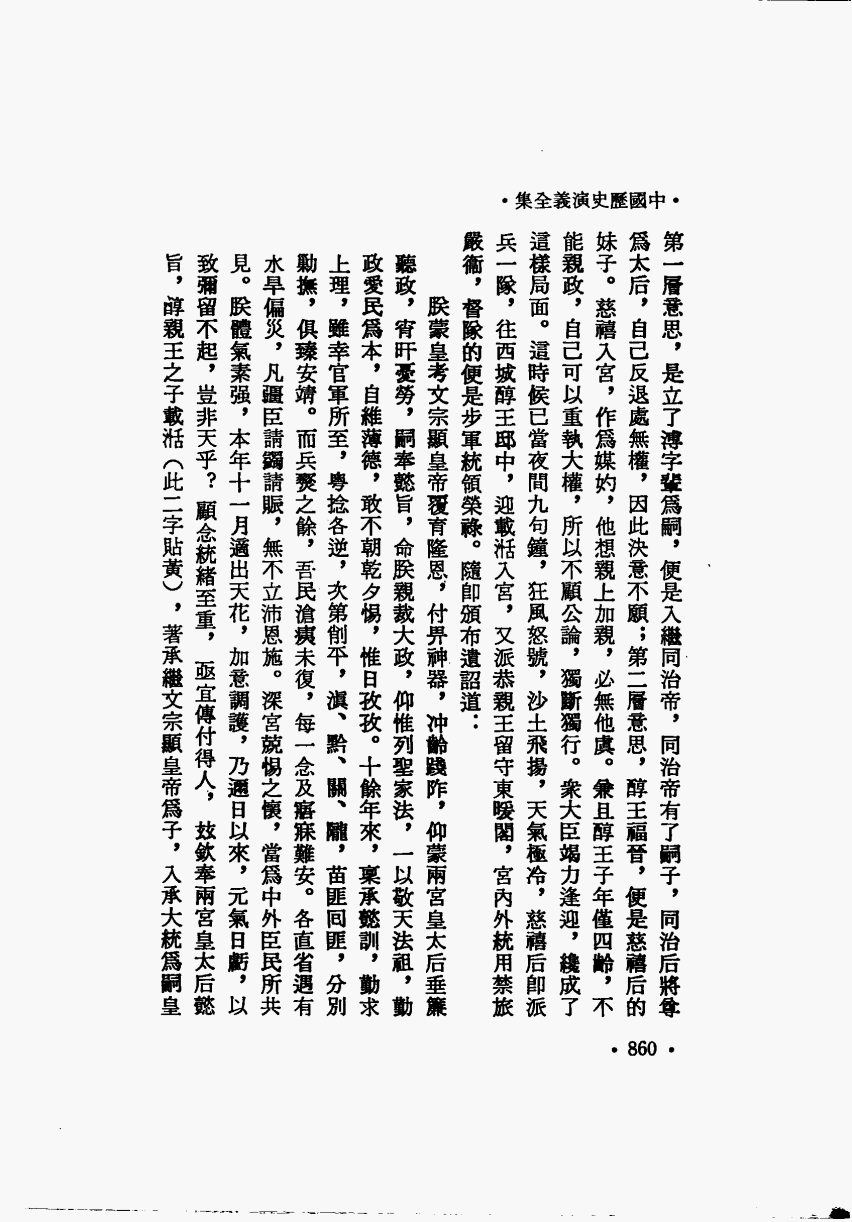 •中國歷史演義全集•
第一層意思，是立了溥字輩爲嗣，便是入繼同治帝，同治帝有了嗣子，同治后將尊
爲太后，自己反退處無權，因此決意不願；第二層意思，醇王福晉，便是慈禧后的
妹子。慈禧入宮，作爲媒妁，他想親上加親，必無他虞。兼且醇王子年僅四齡，不
能親政，自己可以重執大權，所以不顧公論，獨斷獨行。衆大臣竭力逢迎，纔成了
這樣局面。這時候已當夜間九句鐘，狂風怒號，沙土飛揚，天氣極冷，慈禧后卽派
兵一隊，往西城醇王邸中，迎載湉入宮，又派恭親王留守東暖閣，宮內外統用禁旅
嚴衞，督隊的便是步軍統領榮祿。隨卽頒布遺詔道：
朕蒙皇考文宗顯皇帝覆育隆恩，付畀神器，冲齡踐阼，仰蒙兩宮皇太后垂簾
聽政，宵旰憂勞，嗣奉懿旨，命朕親裁大政，仰惟列聖家法，一以敬天法祖，勤
政愛民爲本，自維薄德，敢不朝乾夕惕，惟日孜孜。十餘年來，稟承懿訓，勤求
上理，雖幸官軍所至，粵捻各逆，次第削平，滇、黔、關、隴，苗匪囘匪，分別
勦撫，俱臻安靖。而兵燹之餘，吾民滄痍未復，每一念及寤寐難安。各直省遇有
水旱偏災，凡疆臣請蠲請賑，無不立沛恩施。深宮兢惕之懷，當爲中外臣民所共
見。朕體氣素强，本年十一月適出天花，加意調護，乃邇日以來，元氣日虧，以
致彌留不起，豈非天乎？顧念統緒至重，亟宜傳付得人，玆欽奉兩宮皇太后懿
旨，醇親王之子載湉（此二字貼黃），著承繼文宗顯皇帝爲子，入承大統爲嗣皇
•860•